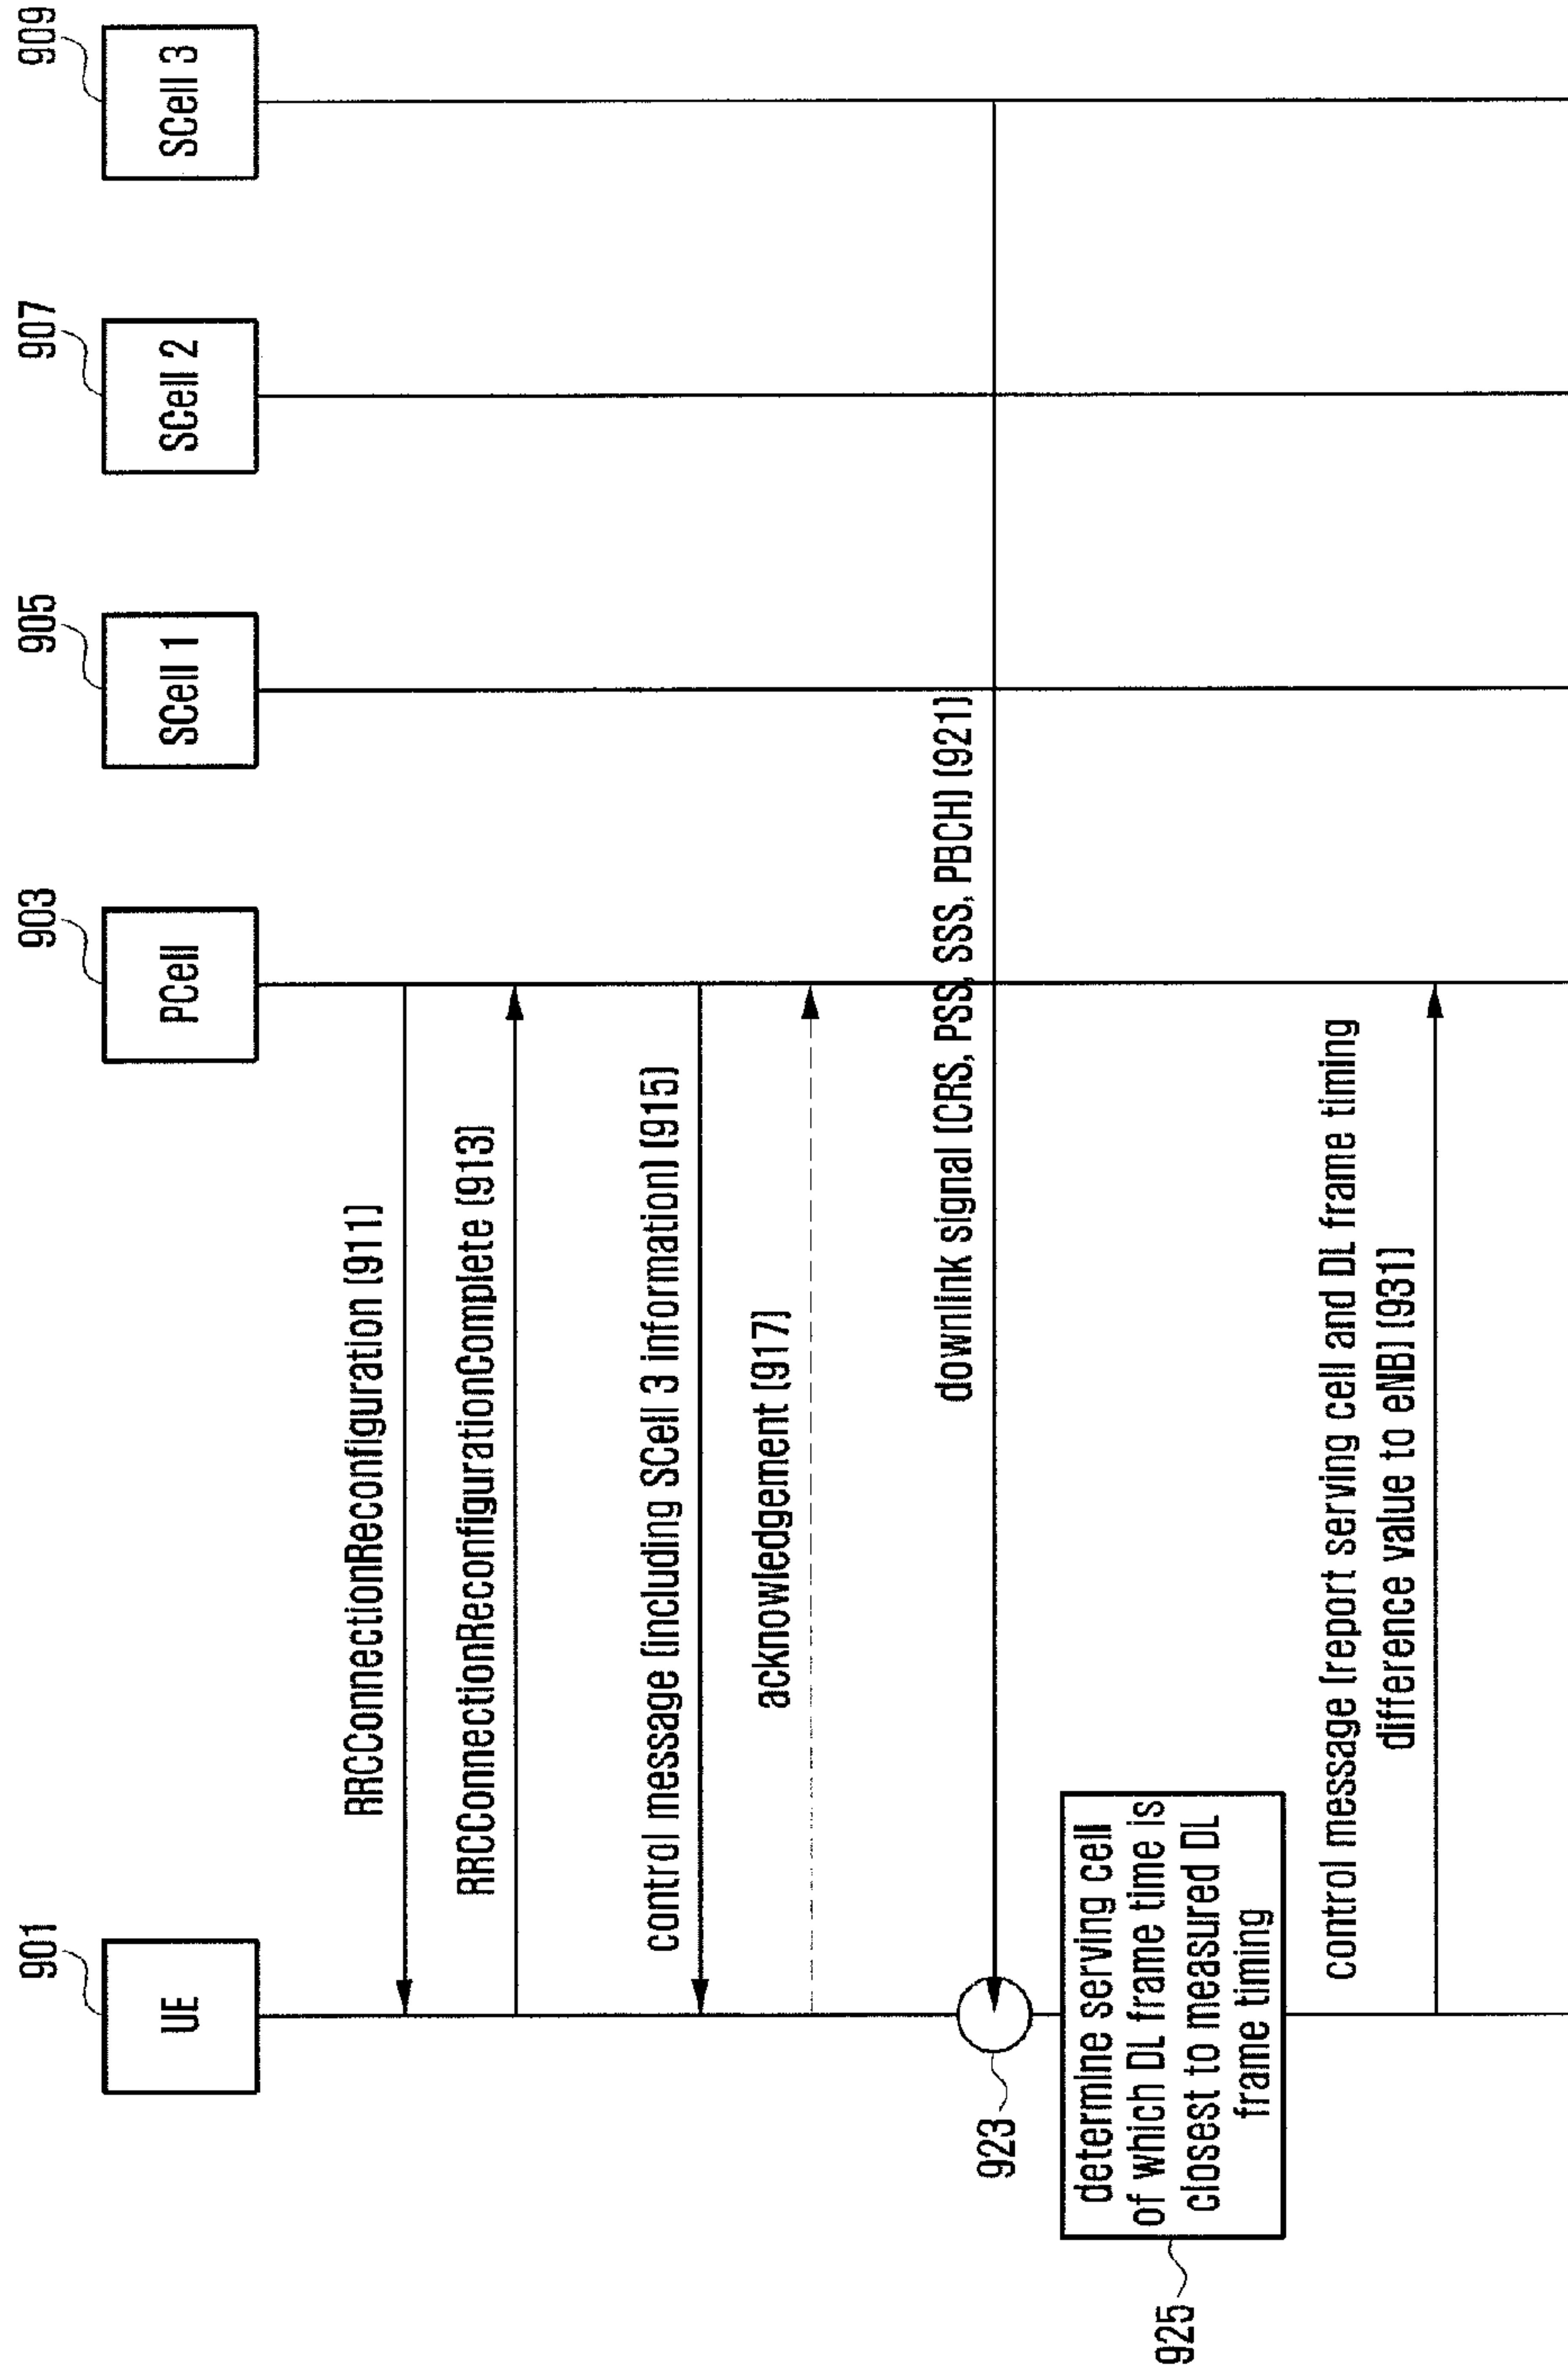 901
UE
903
PCell
905
SCell 1
907
SCell 2
909
SCell 3
RRCConnectionReconfiguration (911)
RRCConnectionReconfigurationComplete (913)
control message (including SCell 3 information) (915)
acknowledgement (917)
downlink signal (CRS, PSS, SSS, PBCH) (921)
923
925
determine serving cell
of which DL frame time is
closest to measured DL
frame timing
control message (report serving cell and DL frame timing
difference value to eNB) (931)